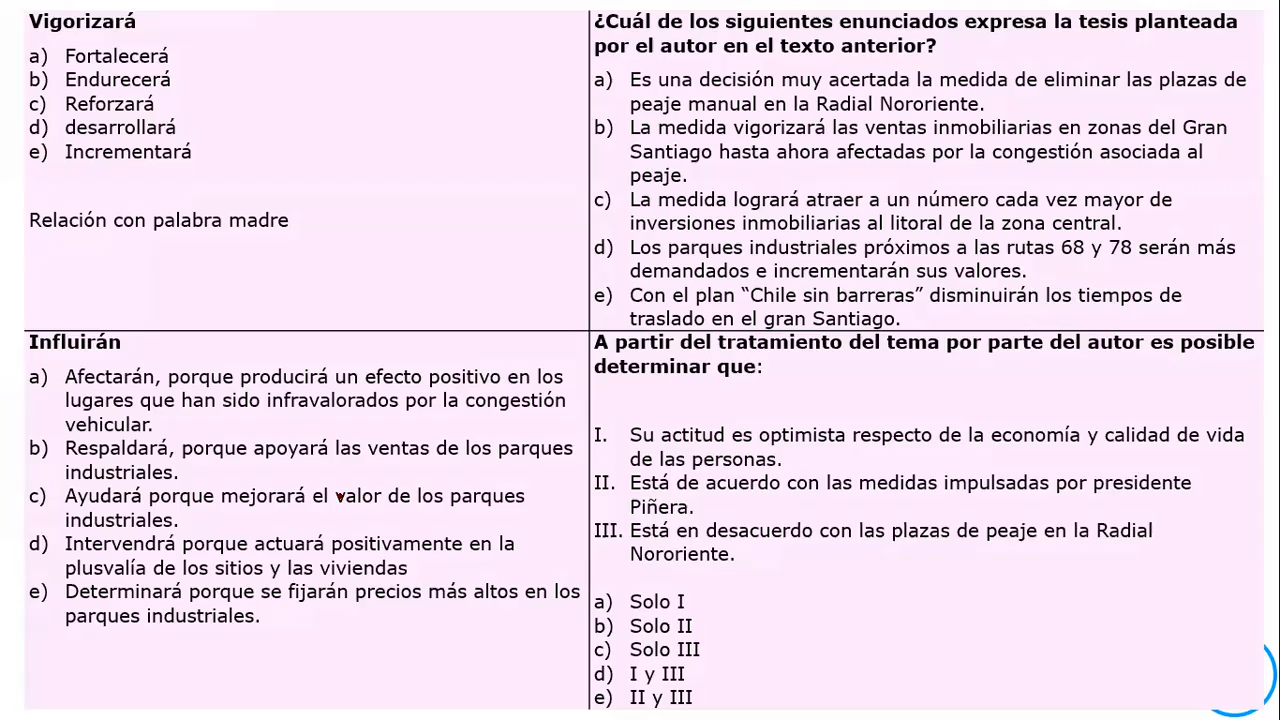 Vigorizará
a) Fortalecerá
b) Endurecerá
c) Reforzará
d) desarrollará
e) Incrementará
Relación con palabra madre
¿Cuál de los siguientes enunciados expresa la tesis planteada
por el autor en el texto anterior?
a) Es una decisión muy acertada la medida de eliminar las plazas de
peaje manual en la Radial Nororiente.
b) La medida vigorizará las ventas inmobiliarias en zonas del Gran
Santiago hasta ahora afectadas por la congestión asociada al
peaje.
c) La medida logrará atraer a un número cada vez mayor de
inversiones inmobiliarias al litoral de la zona central.
d) Los parques industriales próximos a las rutas 68 y 78 serán más
demandados e incrementarán sus valores.
e) Con el plan “Chile sin barreras” disminuirán los tiempos de
traslado en el gran Santiago.
Influirán
a) Afectarán, porque producirá un efecto positivo en los
lugares que han sido infravalorados por la congestión
vehicular.
b) Respaldará, porque apoyará las ventas de los parques
industriales.
c) Ayudará porque mejorará el valor de los parques
industriales.
d) Intervendrá porque actuará positivamente en la
plusvalía de los sitios y las viviendas
e) Determinará porque se fijarán precios más altos en los
parques industriales.
A partir del tratamiento del tema por parte del autor es posible
determinar que:
I. Su actitud es optimista respecto de la economía y calidad de vida
de las personas.
II. Está de acuerdo con las medidas impulsadas por presidente
Piñera.
III. Está en desacuerdo con las plazas de peaje en la Radial
Nororiente.
a) Solo I
b) Solo II
c) Solo III
d) I y III
e) II y III